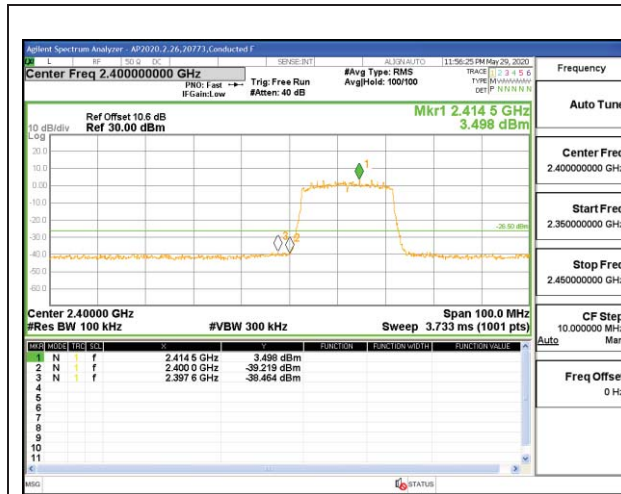 Agilent Spectrum Analyzer - AP2020.2.26,20773,Conducted F
L RF 50 Ω DC SENSE:INT ALIGN AUTO 11:56:25 PM May 29, 2020
Center Freq 2.400000000 GHz
PNO: Fast
IFGain:Low
Trig: Free Run
#Atten: 40 dB
#Avg Type: RMS
Avg|Hold: 100/100
TRACE 1 2 3 4 5 6
TYPE M
DET P N N N N N
Ref Offset 10.6 dB
Ref 30.00 dBm
Mkr1 2.414 5 GHz
3.498 dBm
10 dB/div
Log
20.0
10.0
0.00
-10.0
-20.0
-30.0
-40.0
-50.0
-60.0
1
3
2
-26.50 dBm
Center 2.40000 GHz
Span 100.0 MHz
#Res BW 100 kHz
#VBW 300 kHz
Sweep 3.733 ms (1001 pts)
MKR MODE TRC SCL X Y FUNCTION FUNCTION WIDTH FUNCTION VALUE
1 N 1 f 2.414 5 GHz 3.498 dBm
2 N 1 f 2.400 0 GHz -39.219 dBm
3 N 1 f 2.397 6 GHz -38.464 dBm
4
5
6
7
8
9
10
11
MSG
STATUS
Frequency
Auto Tune
Center Freq
2.400000000 GHz
Start Freq
2.350000000 GHz
Stop Freq
2.450000000 GHz
CF Step
10.000000 MHz
Auto Man
Freq Offset
0 Hz